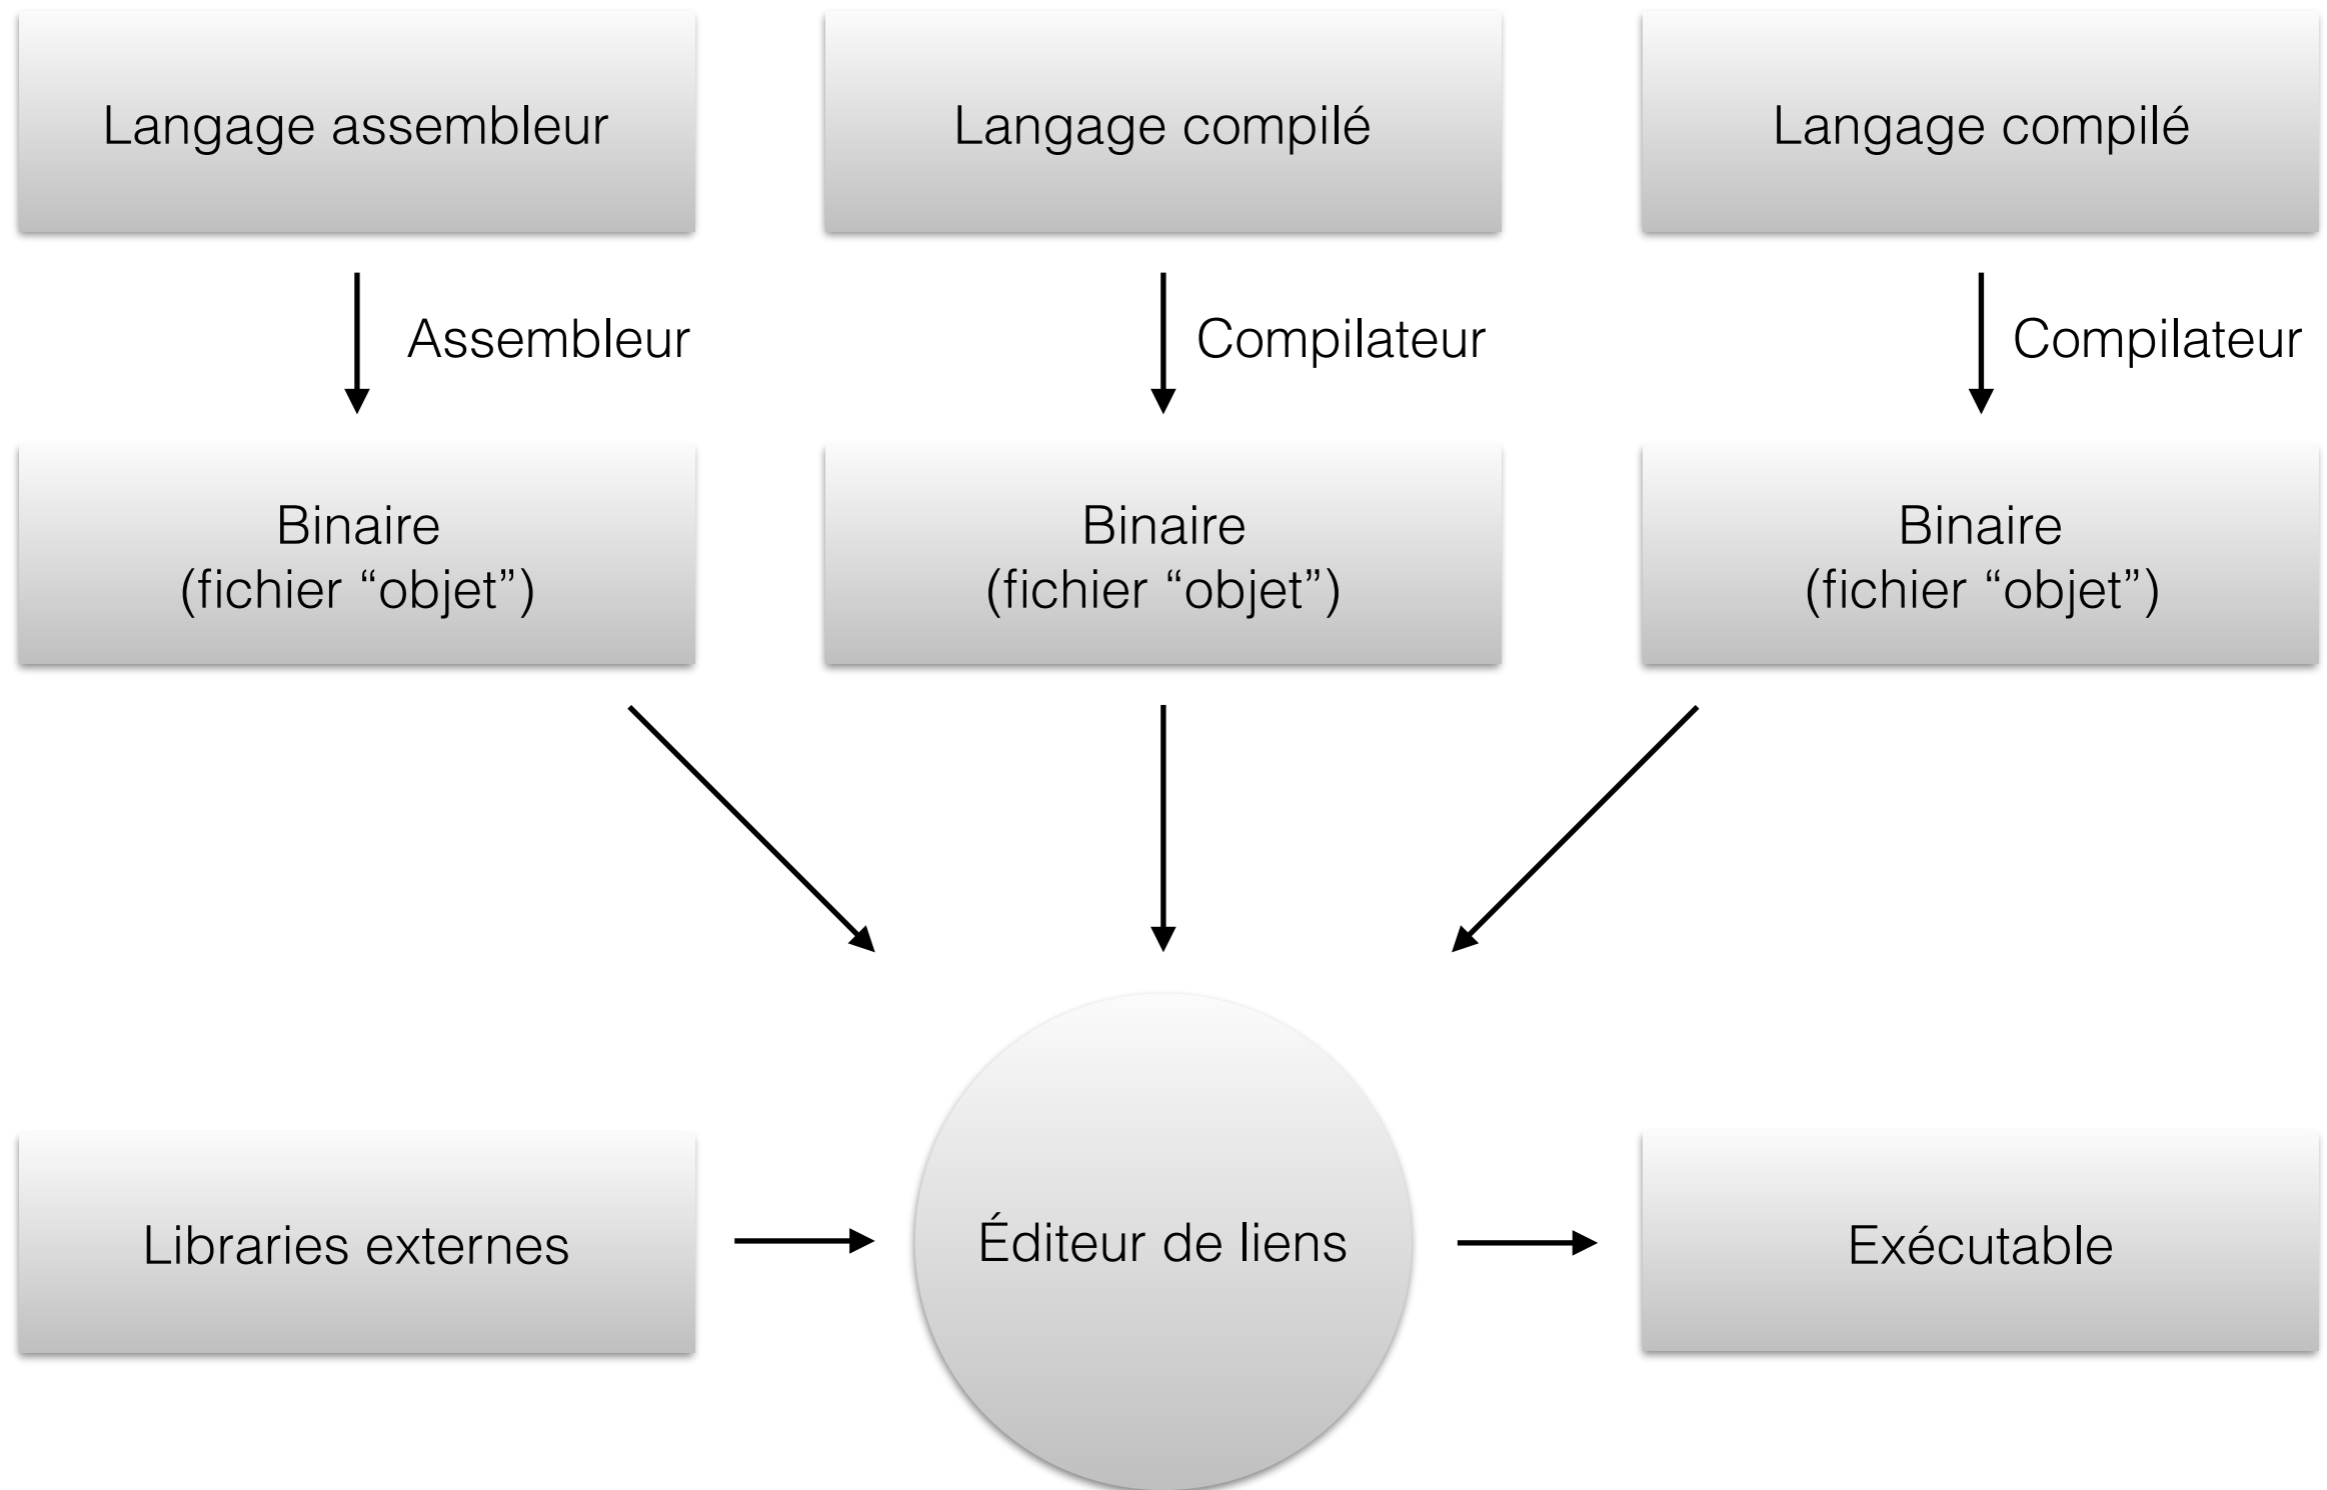 Langage assembleur
Langage compilé
Langage compilé
Assembleur
Compilateur
Compilateur
Binaire
(fichier “objet”)
Binaire
(fichier “objet”)
Binaire
(fichier “objet”)
Libraries externes
Éditeur de liens
Exécutable